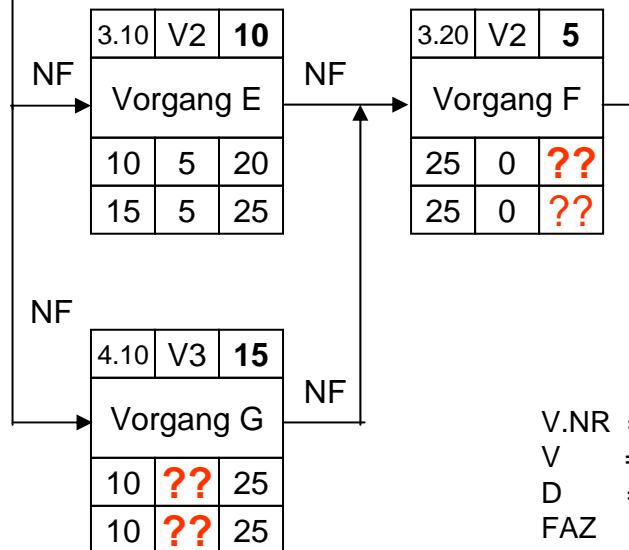 3.10 V2 10
NF Vorgang E NF
10 5 20
15 5 25
3.20 V2 5
Vorgang F
25 0 ??
25 0 ??
NF
4.10 V3 15
Vorgang G NF
10 ?? 25
10 ?? 25
V.NR =
V =
D =
FAZ